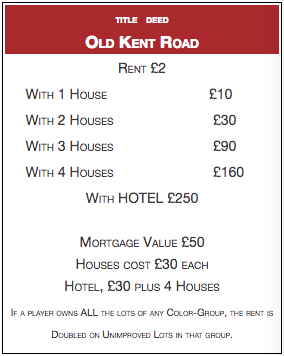 TITLE DEED
OLD KENT ROAD
RENT £2
WITH 1 HOUSE £10
WITH 2 HOUSES £30
WITH 3 HOUSES £90
WITH 4 HOUSES £160
WITH HOTEL £250
MORTGAGE VALUE £50
HOUSES COST £30 EACH
HOTEL, £30 PLUS 4 HOUSES
IF A PLAYER OWNS ALL THE LOTS OF ANY COLOR-GROUP, THE RENT IS
DOUBLED ON UNIMPROVED LOTS IN THAT GROUP.